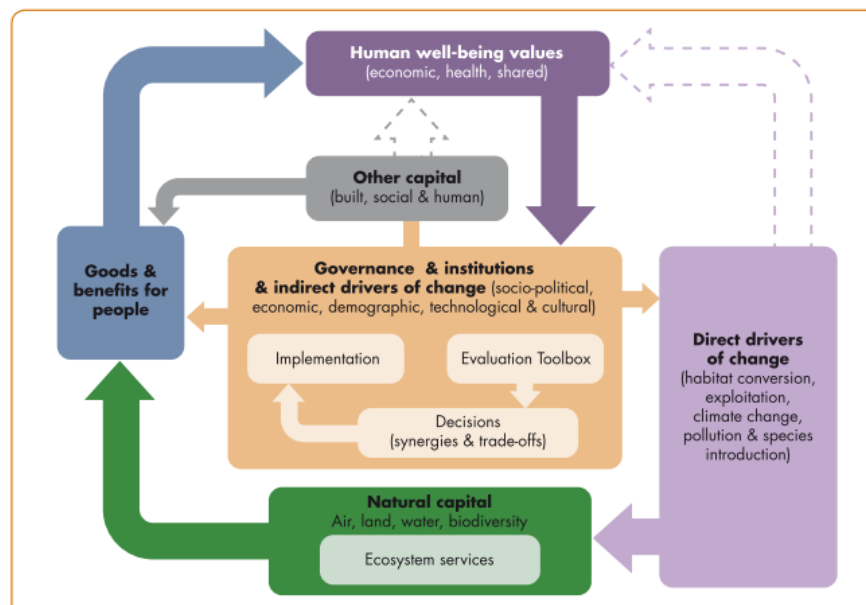 Human well-being values
(economic, health, shared)
Other capital
(built, social & human)
Goods &
benefits for
people
Governance & institutions
& indirect drivers of change (socio-political,
economic, demographic, technological & cultural)
Implementation
Evaluation Toolbox
Decisions
(synergies & trade-offs)
Direct drivers
of change
(habitat conversion,
exploitation,
climate change,
pollution & species
introduction)
Natural capital
Air, land, water, biodiversity
Ecosystem services